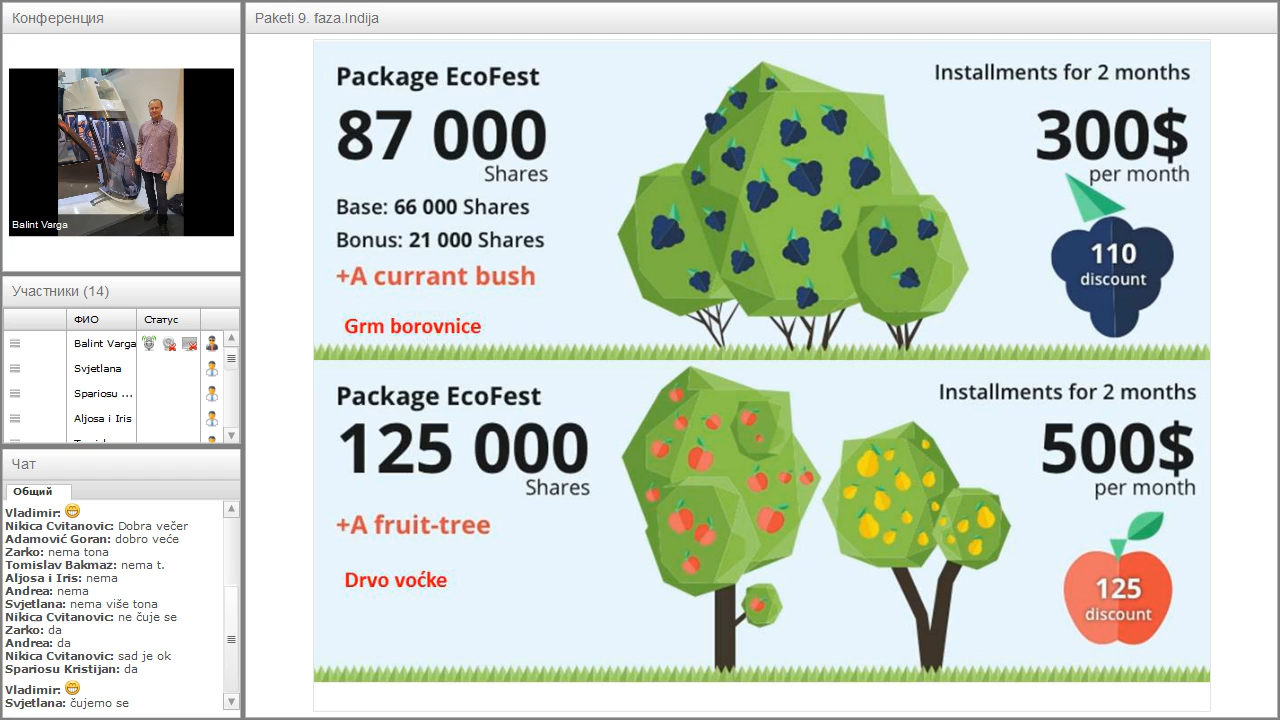 Конференция
Balint Varga
Участники (14)
ФИО
Статус
Balint Varga
Svjetlana
Spariosu ...
Aljosa i Iris
Чат
Общий
Vladimir:
Nikica Cvitanovic: Dobra večer
Adamović Goran: dobro veće
Zarko: nema tona
Tomislav Bakmaz: nema t.
Aljosa i Iris: nema
Andrea: nema
Svjetlana: nema više tona
Nikica Cvitanovic: ne čuje se
Zarko: da
Andrea: da
Nikica Cvitanovic: sad je ok
Spariosu Kristijan: da
Vladimir:
Svjetlana: čujemo se
Paketi 9. faza.Indija
Package EcoFest
87 000
Shares
Base: 66 000 Shares
Bonus: 21 000 Shares
+A currant bush
Grm borovnice
Installments for 2 months
300$
per month
110
discount
Package EcoFest
125 000
Shares
+A fruit-tree
Drvo voćke
Installments for 2 months
500$
per month
125
discount